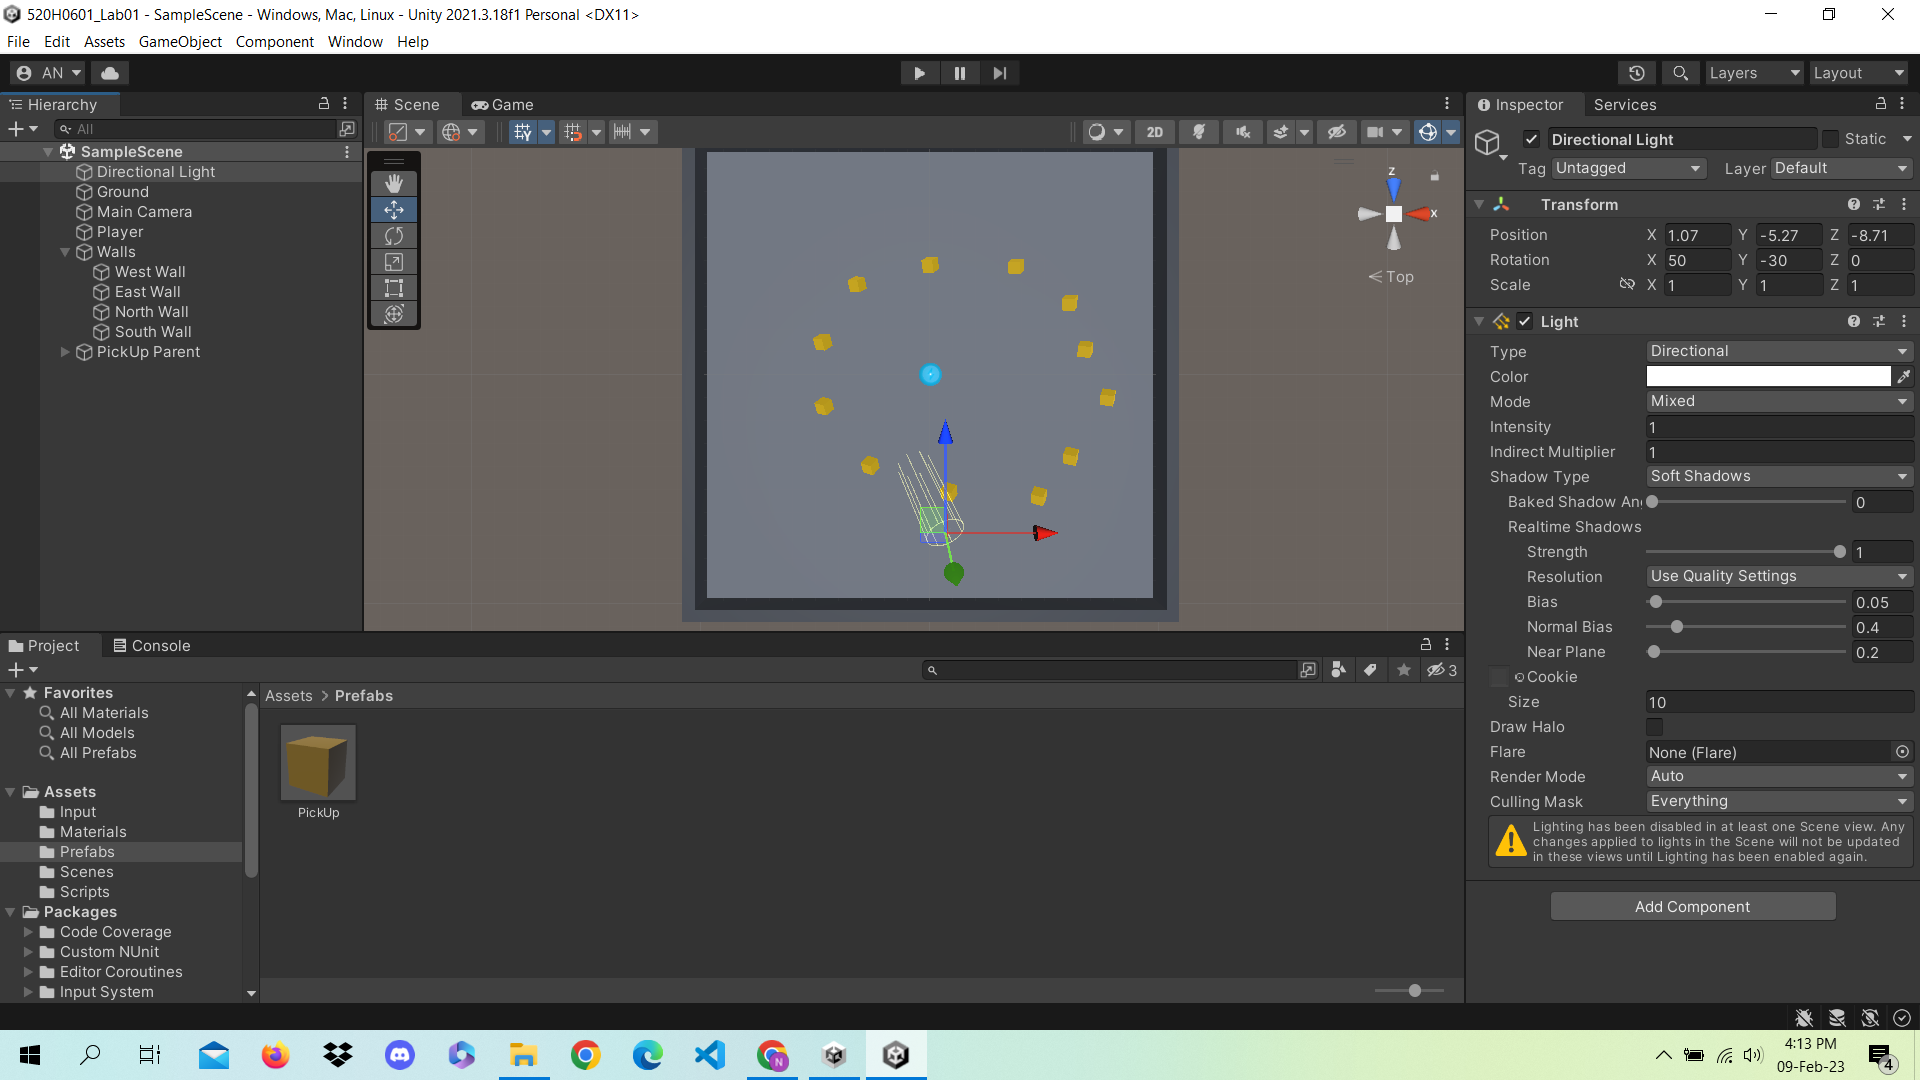 520H0601_Lab01 - SampleScene - Windows, Mac, Linux - Unity 2021.3.18f1 Personal <DX11>
File Edit Assets GameObject Component Window Help
AN
Layers
Layout
Hierarchy
All
SampleScene
Directional Light
Ground
Main Camera
Player
Walls
West Wall
East Wall
North Wall
South Wall
PickUp Parent
Scene
Game
2D
z
x
Top
Inspector
Services
Directional Light
Static
Tag Untagged Layer Default
Transform
Position X 1.07 Y -5.27 Z -8.71
Rotation X 50 Y -30 Z 0
Scale X 1 Y 1 Z 1
Light
Type Directional
Color
Mode Mixed
Intensity 1
Indirect Multiplier 1
Shadow Type Soft Shadows
Baked Shadow An 0
Realtime Shadows
Strength 1
Resolution Use Quality Settings
Bias 0.05
Normal Bias 0.4
Near Plane 0.2
Cookie
Size 10
Draw Halo
Flare None (Flare)
Render Mode Auto
Culling Mask Everything
Lighting has been disabled in at least one Scene view. Any
changes applied to lights in the Scene will not be updated
in these views until Lighting has been enabled again.
Add Component
Project
Console
3
Favorites
All Materials
All Models
All Prefabs
Assets
Input
Materials
Prefabs
Scenes
Scripts
Packages
Code Coverage
Custom NUnit
Editor Coroutines
Input System
Assets > Prefabs
PickUp
N
4:13 PM
09-Feb-23
4